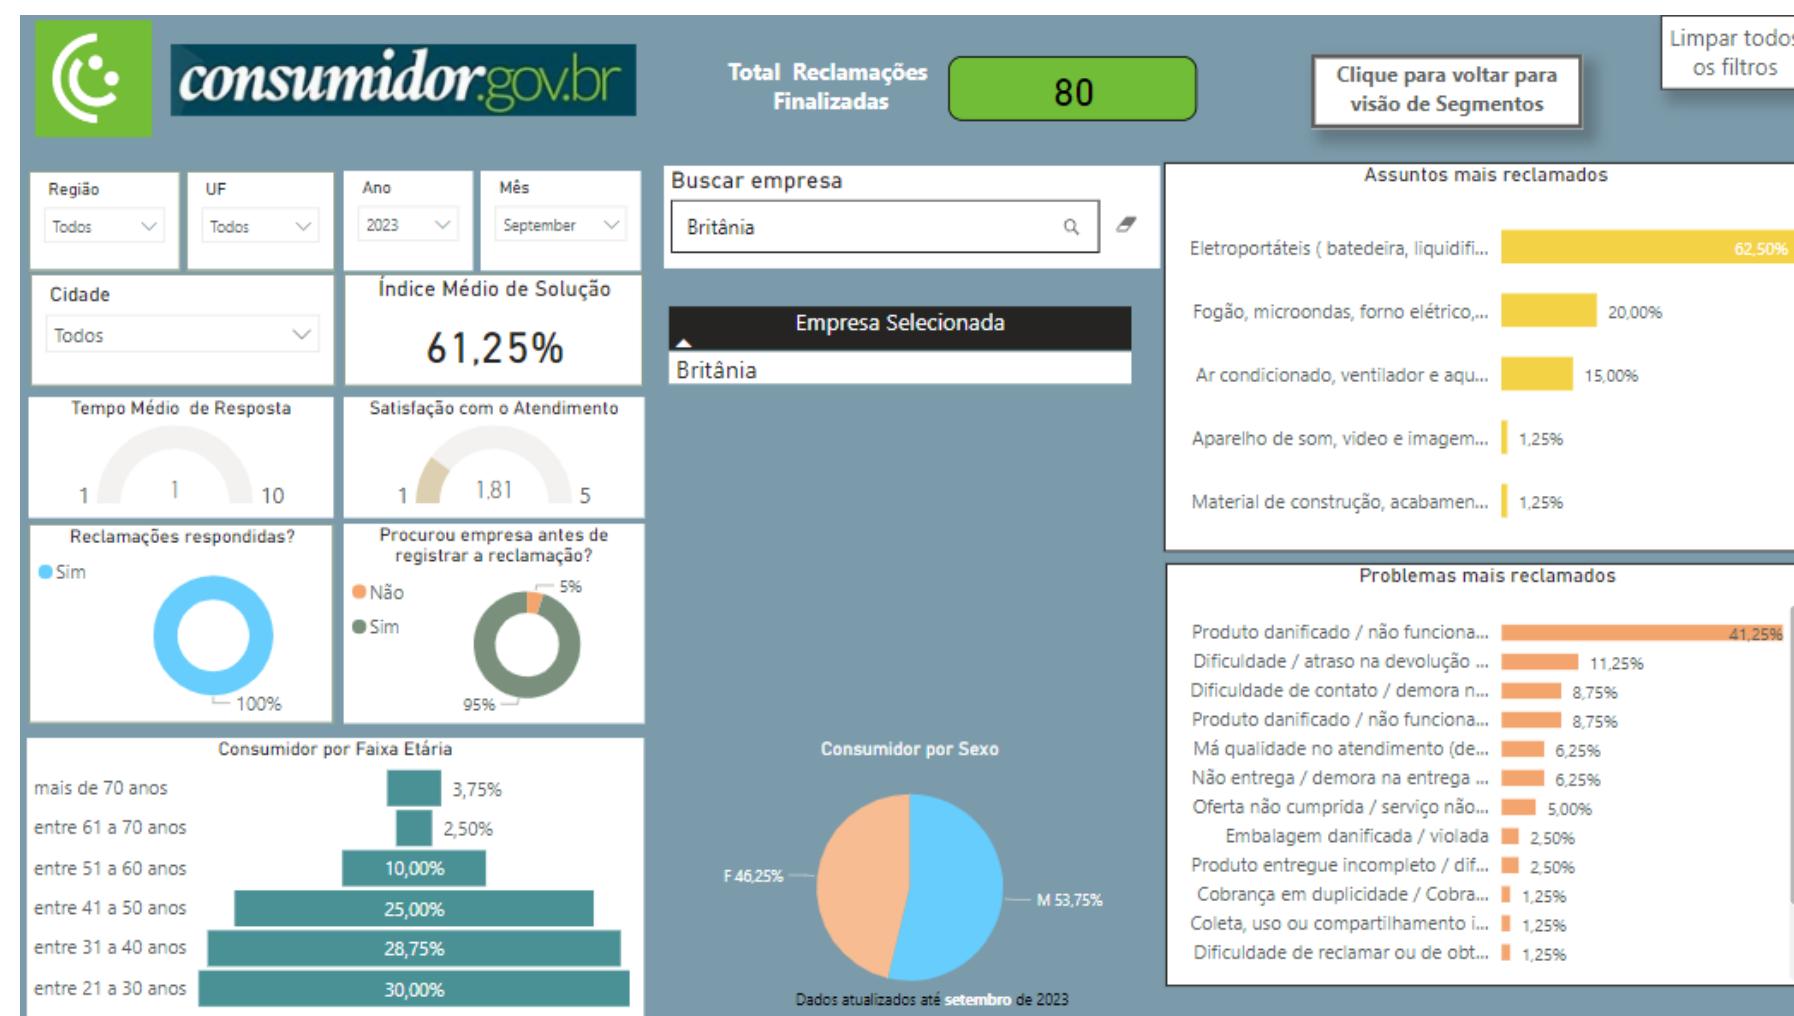 consumidor.gov.br
Total Reclamações
Finalizadas
80
Clique para voltar para
visão de Segmentos
Limpar todos
os filtros
Região
Todos
UF
Todos
Ano
2023
Mês
September
Buscar empresa
Britânia
Cidade
Todos
Índice Médio de Solução
61,25%
Empresa Selecionada
Britânia
Tempo Médio de Resposta
1
1
10
Satisfação com o Atendimento
1
1,81
5
Reclamações respondidas?
Sim
100%
Procurou empresa antes de
registrar a reclamação?
Não
Sim
5%
95%
Consumidor por Faixa Etária
mais de 70 anos
3,75%
entre 61 a 70 anos
2,50%
entre 51 a 60 anos
10,00%
entre 41 a 50 anos
25,00%
entre 31 a 40 anos
28,75%
entre 21 a 30 anos
30,00%
Consumidor por Sexo
F 46,25%
M 53,75%
Dados atualizados até setembro de 2023
Assuntos mais reclamados
Eletroportáteis ( batedeira, liquidifi...
62,50%
Fogão, microondas, forno elétrico,...
20,00%
Ar condicionado, ventilador e aqu...
15,00%
Aparelho de som, video e imagem...
1,25%
Material de construção, acabamen...
1,25%
Problemas mais reclamados
Produto danificado / não funciona...
41,25%
Dificuldade / atraso na devolução ...
11,25%
Dificuldade de contato / demora n...
8,75%
Produto danificado / não funciona...
8,75%
Má qualidade no atendimento (de...
6,25%
Não entrega / demora na entrega ...
6,25%
Oferta não cumprida / serviço não...
5,00%
Embalagem danificada / violada
2,50%
Produto entregue incompleto / dif...
2,50%
Cobrança em duplicidade / Cobra...
1,25%
Coleta, uso ou compartilhamento i...
1,25%
Dificuldade de reclamar ou de obt...
1,25%